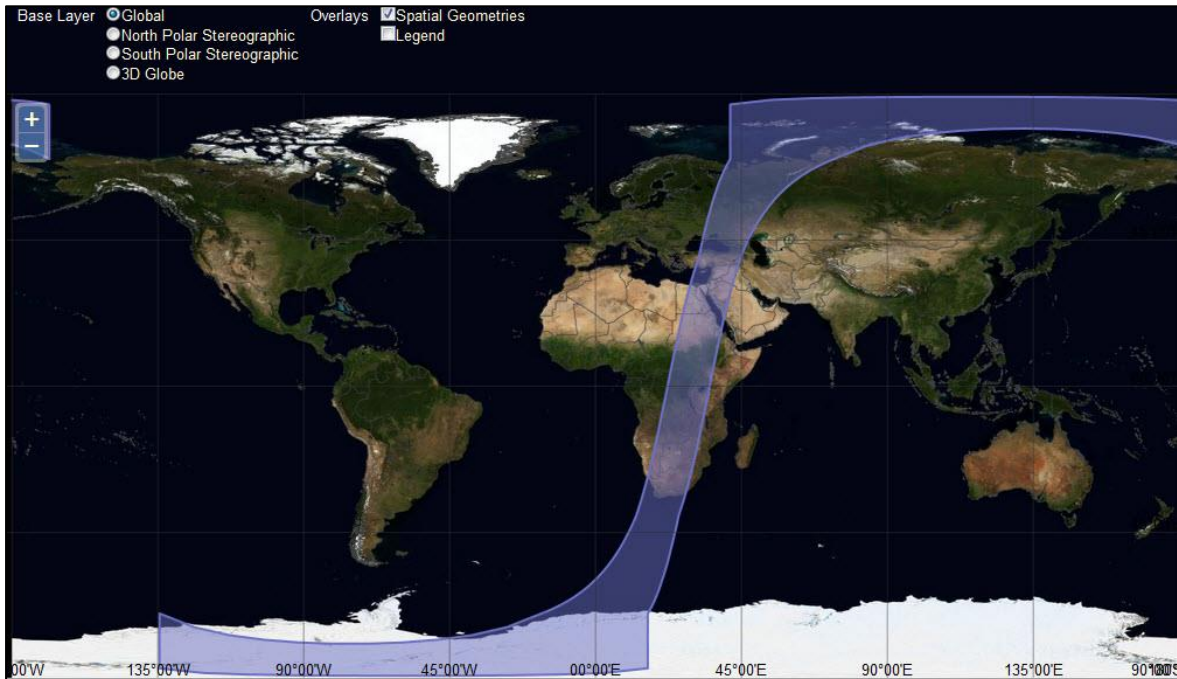 Base Layer Global Overlays Spatial Geometries
North Polar Stereographic Legend
South Polar Stereographic
3D Globe
+
−
00°W 135°00'W 90°00'W 45°00'W 00°00'E 45°00'E 90°00'E 135°00'E